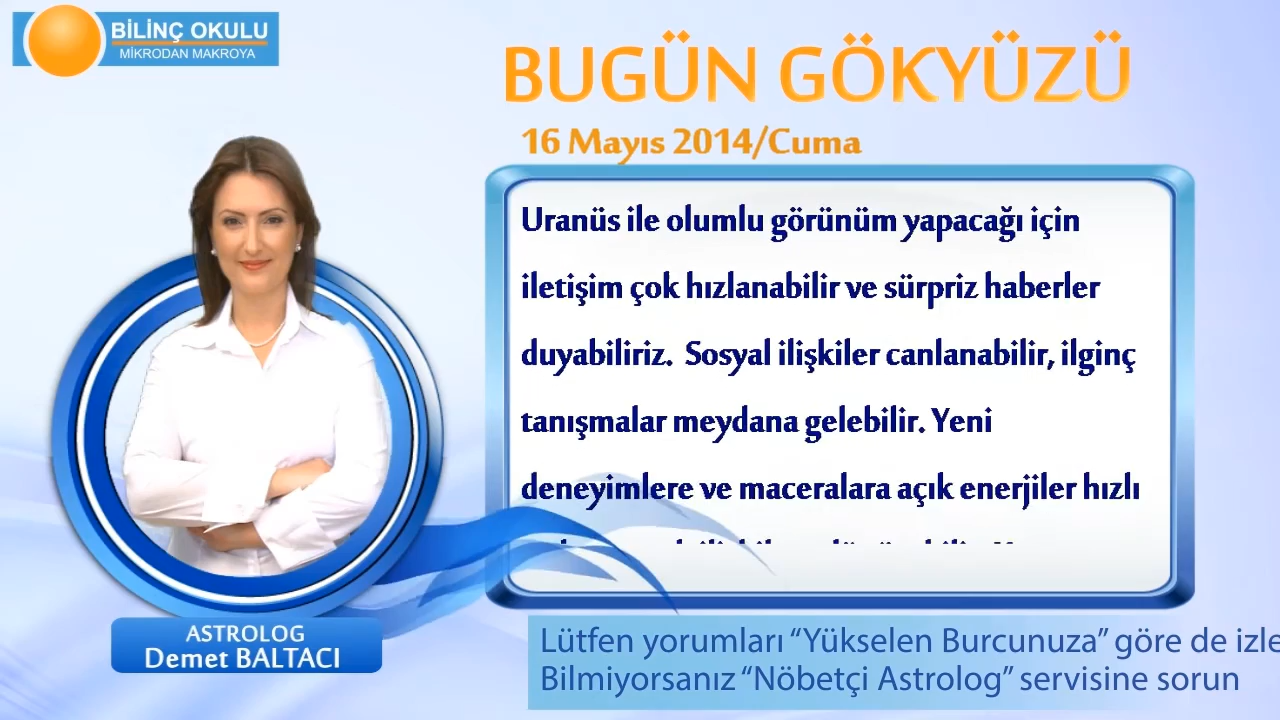 BİLİNÇ OKULU
MİKRODAN MAKROYA
BUGÜN GÖKYÜZÜ
16 Mayıs 2014/Cuma
Uranüs ile olumlu görünüm yapacağı için
iletişim çok hızlanabilir ve sürpriz haberler
duyabiliriz. Sosyal ilişkiler canlanabilir, ilginç
tanışmalar meydana gelebilir. Yeni
deneyimlere ve maceralara açık enerjiler hızlı
ASTROLOG
Demet BALTACI
Lütfen yorumları “Yükselen Burcunuza” göre de izle
Bilmiyorsanız “Nöbetçi Astrolog” servisine sorun